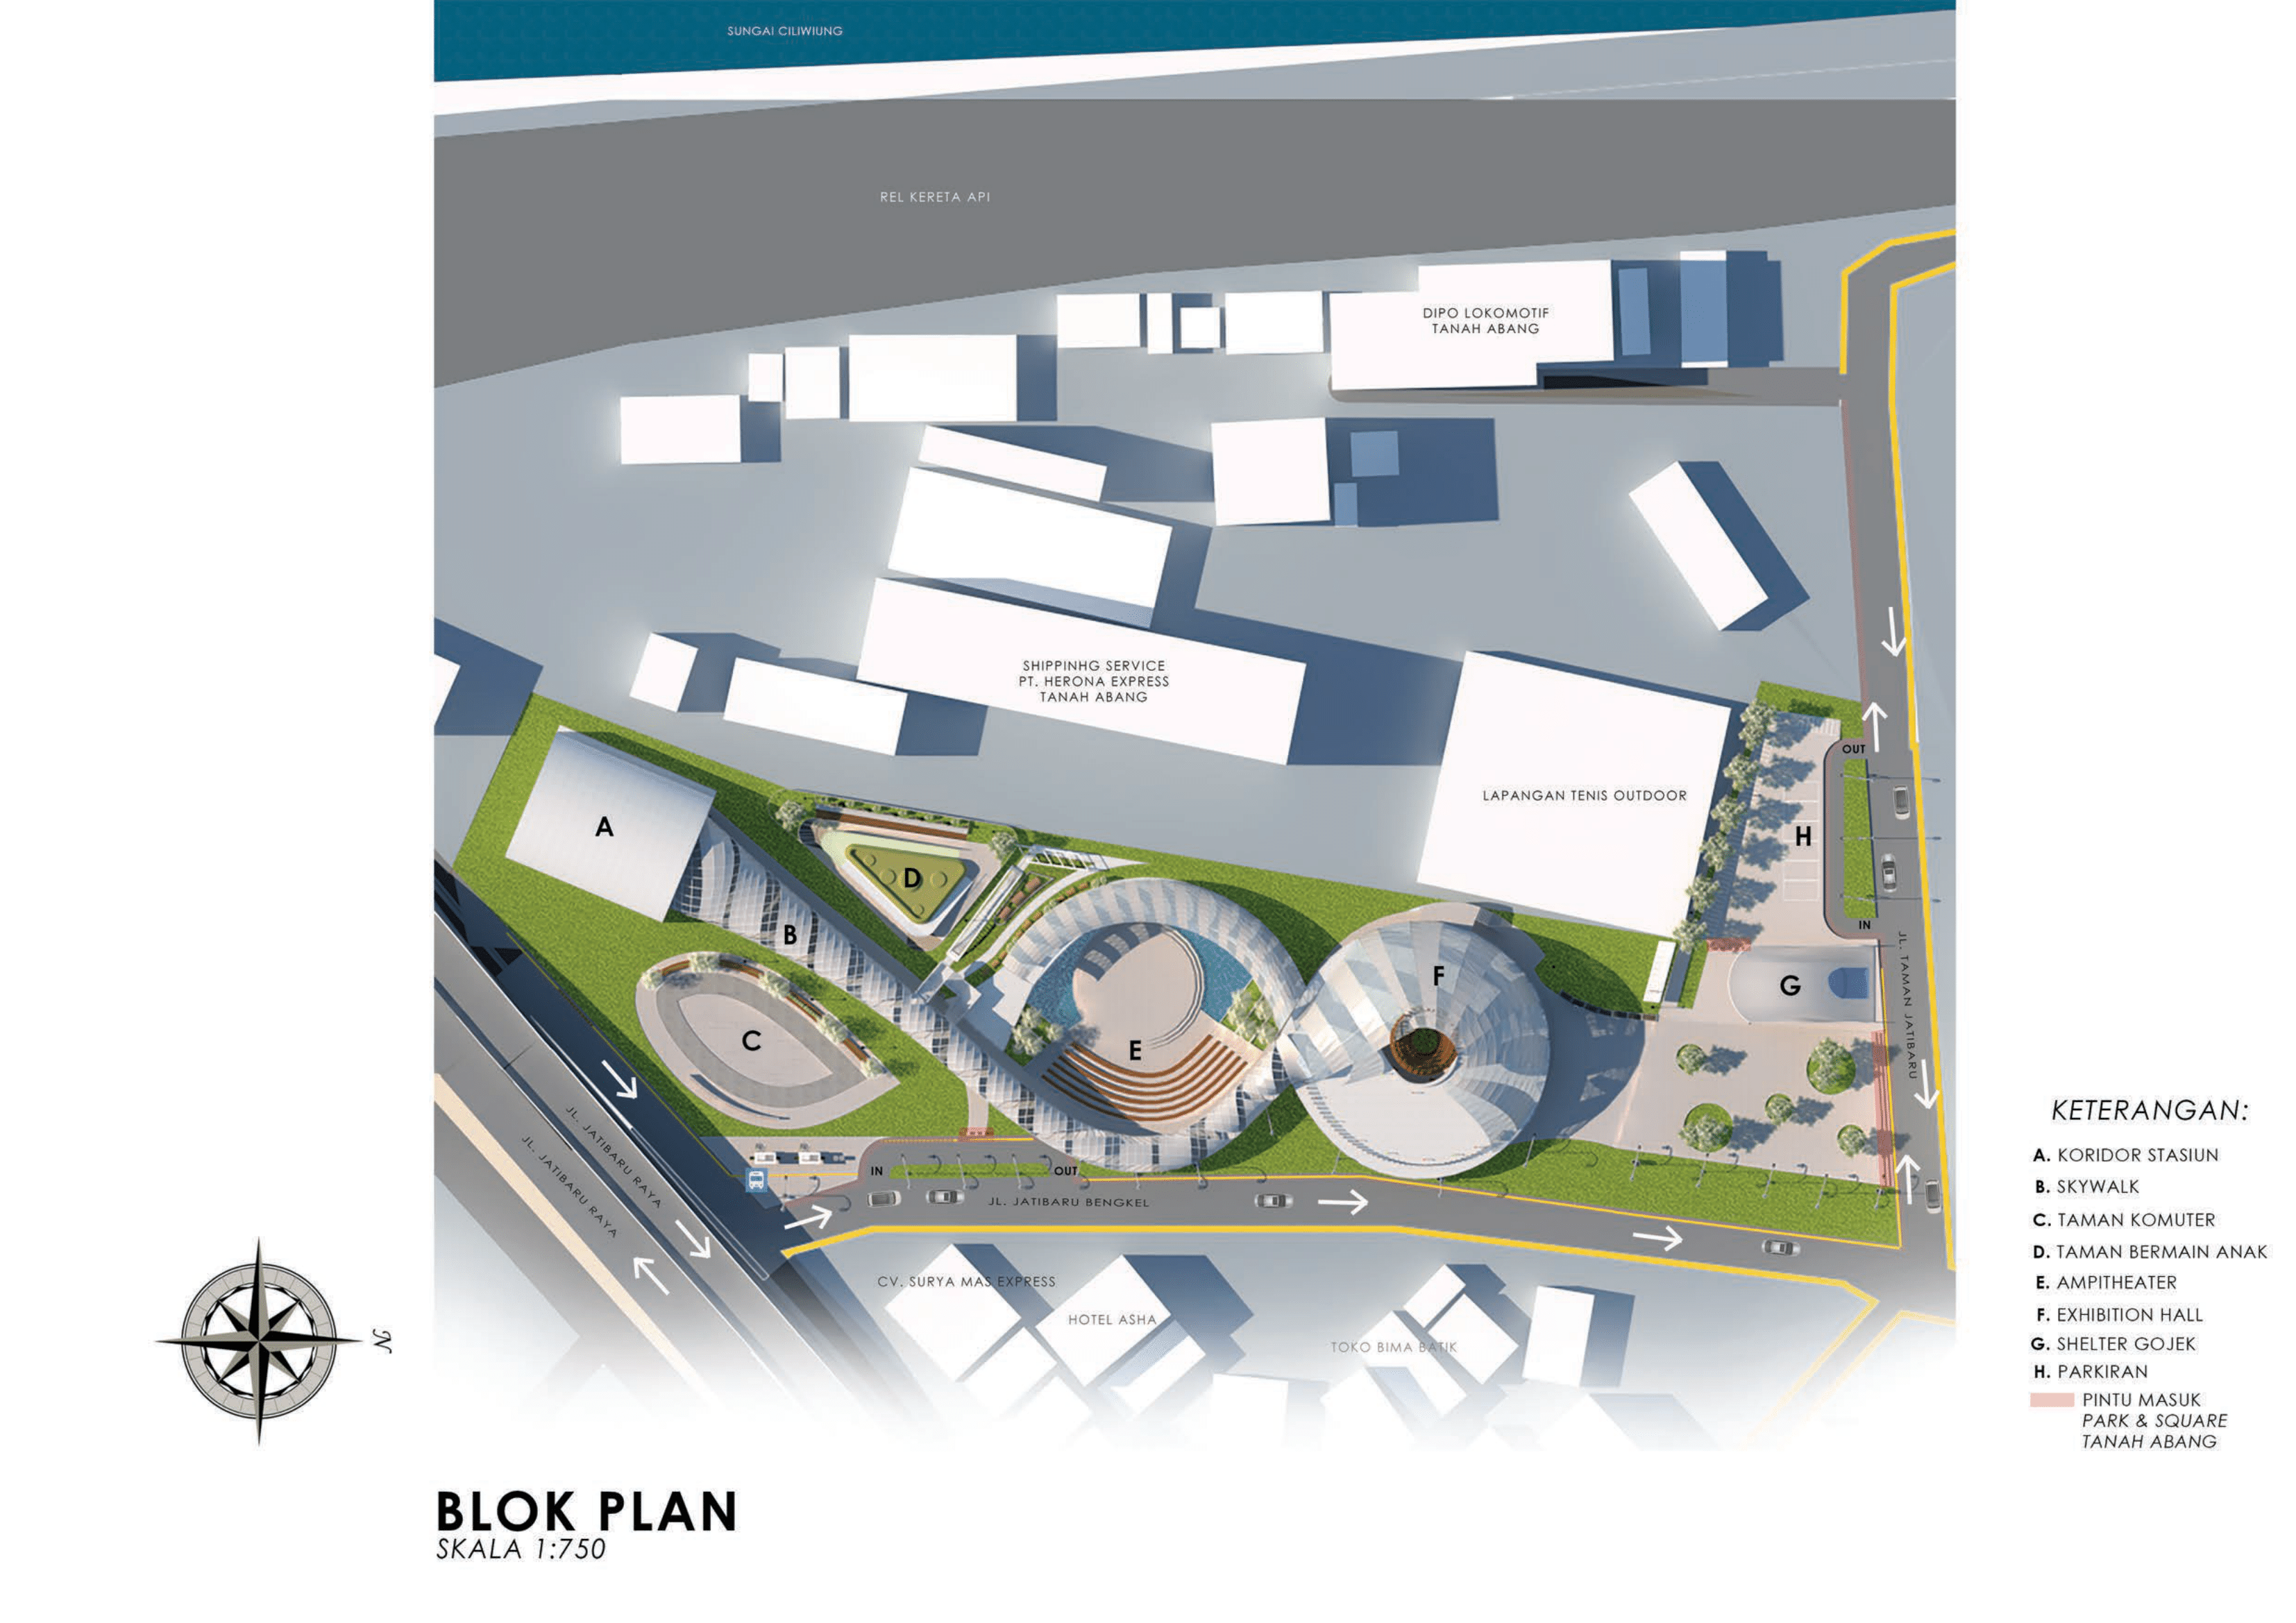 SUNGAI CILIWIUNG
REL KERETA API
DIPO LOKOMOTIF
TANAH ABANG
SHIPPINHG SERVICE
PT. HERONA EXPRESS
TANAH ABANG
LAPANGAN TENIS OUTDOOR
OUT
A
H
D
IN
B
F
G
JL. TAMAN JATIBARU
C
E
JL. JATIBARU RAYA
JL. JATIBARU RAYA
IN
OUT
JL. JATIBARU BENGKEL
CV. SURYA MAS EXPRESS
HOTEL ASHA
TOKO BIMA BATIK
N
KETERANGAN:
A. KORIDOR STASIUN
B. SKYWALK
C. TAMAN KOMUTER
D. TAMAN BERMAIN ANAK
E. AMPITHEATER
F. EXHIBITION HALL
G. SHELTER GOJEK
H. PARKIRAN
PINTU MASUK
PARK & SQUARE
TANAH ABANG
BLOK PLAN
SKALA 1:750